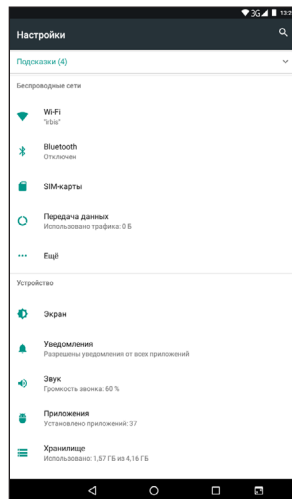 3G 13:2
Настройки
Подсказки (4)
Беспроводные сети
Wi-Fi
"irbis"
Bluetooth
Отключен
SIM-карты
Передача данных
Использовано трафика: 0 Б
Ещё
Устройство
Экран
Уведомления
Разрешены уведомления от всех приложений
Звук
Громкость звонка: 60 %
Приложения
Установлено приложений: 37
Хранилище
Использовано: 1,57 ГБ из 4,16 ГБ